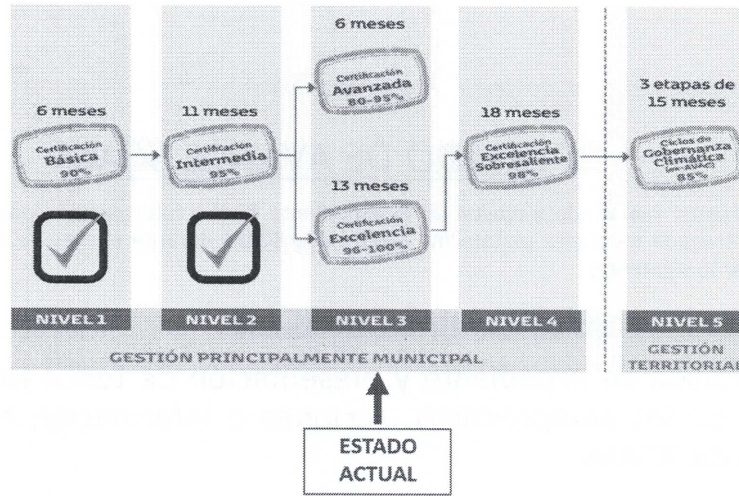 6 meses
Certificación
Básica
90%
NIVEL 1
11 meses
Certificación
Intermedia
95%
NIVEL 2
6 meses
Certificación
Avanzada
80-95%
13 meses
Certificación
Excelencia
96-100%
NIVEL 3
18 meses
Certificación
Excelencia
Sobresaliente
98%
NIVEL 4
3 etapas de
15 meses
Ciclos de
Gobernanza
Climática
(ex-AVAC)
85%
NIVEL 5
GESTIÓN PRINCIPALMENTE MUNICIPAL
GESTIÓN
TERRITORIAL
ESTADO
ACTUAL